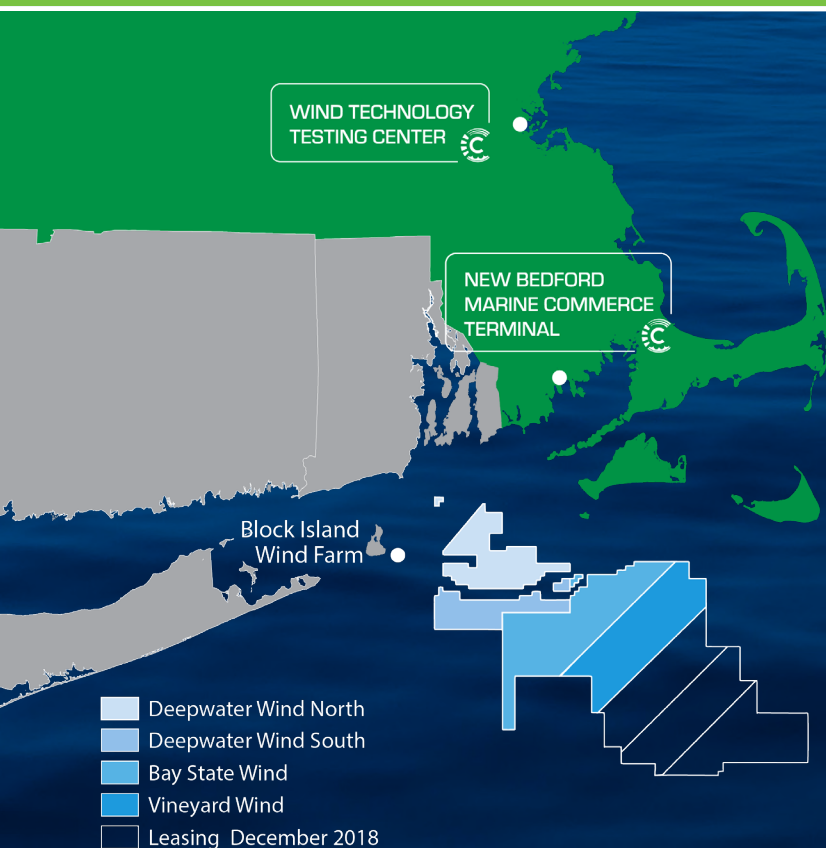 WIND TECHNOLOGY
TESTING CENTER
C
NEW BEDFORD
MARINE COMMERCE
TERMINAL
C
Block Island
Wind Farm
Deepwater Wind North
Deepwater Wind South
Bay State Wind
Vineyard Wind
Leasing December 2018